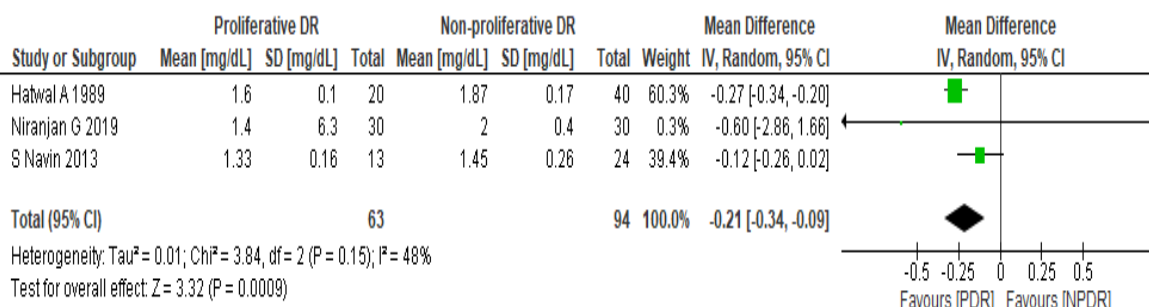 Proliferative DR Non-proliferative DR Mean Difference Mean Difference
Study or Subgroup Mean [mg/dL] SD [mg/dL] Total Mean [mg/dL] SD [mg/dL] Total Weight IV, Random, 95% CI IV, Random, 95% CI
Hatwal A 1989 1.6 0.1 20 1.87 0.17 40 60.3% -0.27 [-0.34, -0.20]
Niranjan G 2019 1.4 6.3 30 2 0.4 30 0.3% -0.60 [-2.86, 1.66]
S Navin 2013 1.33 0.16 13 1.45 0.26 24 39.4% -0.12 [-0.26, 0.02]
Total (95% CI) 63 94 100.0% -0.21 [-0.34, -0.09]
Heterogeneity: Tau² = 0.01; Chi² = 3.84, df = 2 (P = 0.15); I² = 48%
Test for overall effect: Z = 3.32 (P = 0.0009)
-0.5 -0.25 0 0.25 0.5
Favours [PDR] Favours [NPDR]